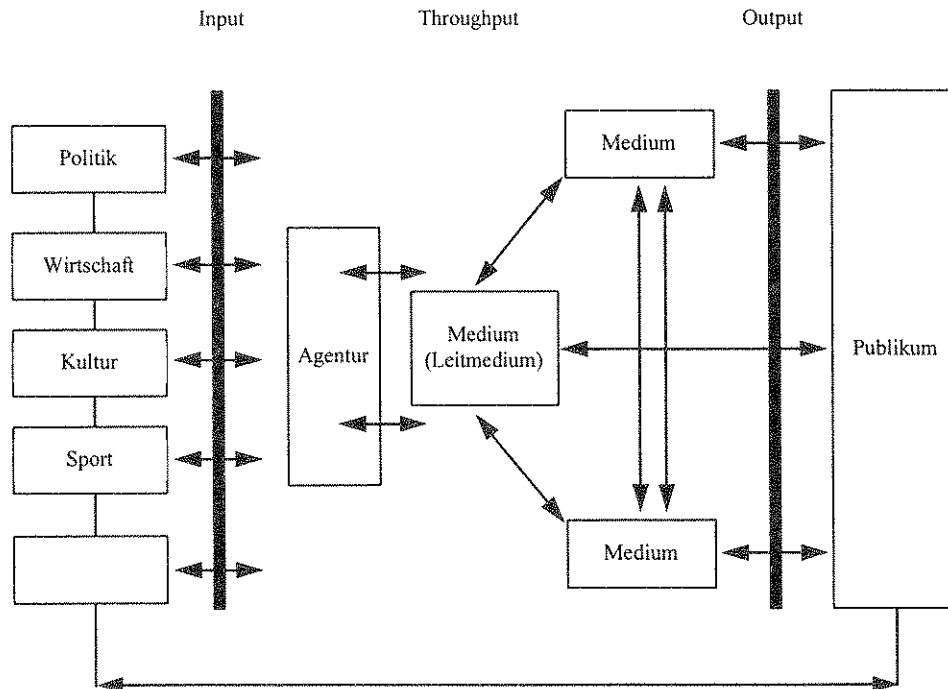 Input
Throughput
Output
Politik
Wirtschaft
Kultur
Sport
Agentur
Medium
Medium
(Leitmedium)
Medium
Publikum